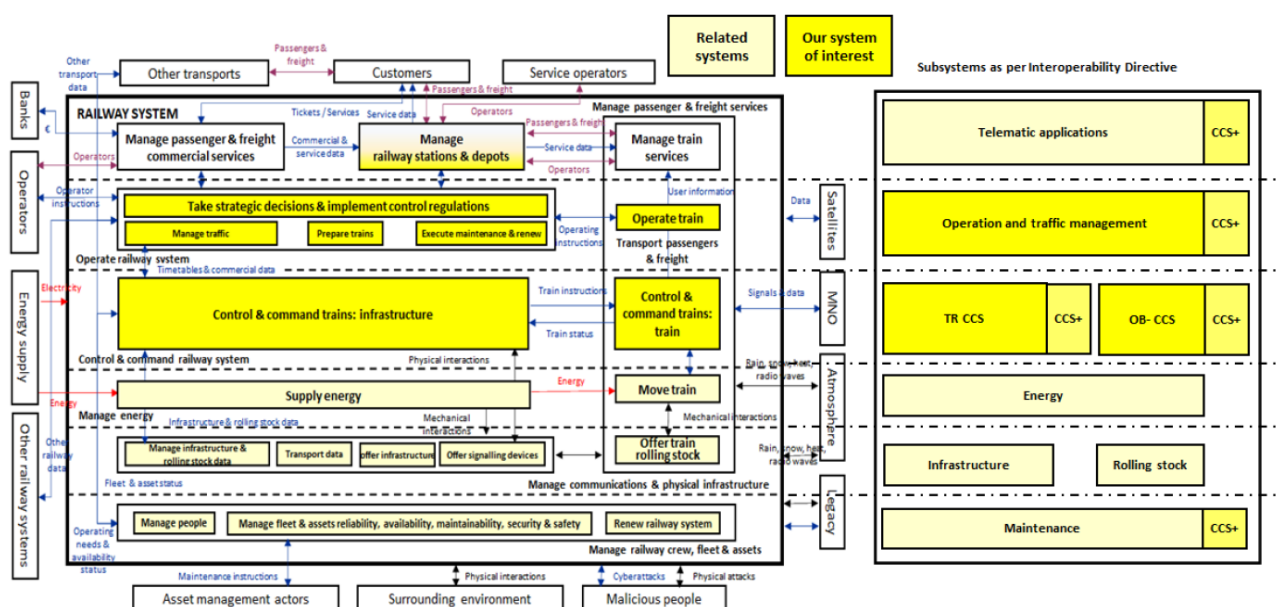 Related
systems
Our system
of interest
Subsystems as per Interoperability Directive
Other
transport
data
Passengers &
freight
Other transports
Customers
Service operators
Passengers & freight
Banks
€
RAILWAY SYSTEM
Tickets / Services
Service data
Operators
Manage passenger & freight services
Manage passenger & freight
commercial services
Commercial &
service data
Manage
railway stations & depots
Passengers & freight
Service data
Operators
Manage train
services
Telematic applications
CCS+
Operators
Operators
Operator
instructions
User information
Take strategic decisions & implement control regulations
Manage traffic
Prepare trains
Execute maintenance & renew
Operate railway system
Operating
instructions
Operate train
Transport passengers
& freight
Data
Satellites
Operation and traffic management
CCS+
Timetables & commercial data
Electricity
Energy supply
Control & command trains: infrastructure
Train instructions
Train status
Control &
command trains:
train
Signals & data
MNO
TR CCS
CCS+
OB- CCS
CCS+
Control & command railway system
Physical interactions
Rain, snow, heat,
radio waves
Atmosphere
Supply energy
Energy
Energy
Move train
Energy
Manage energy
Infrastructure & rolling stock data
Mechanical
interactions
Mechanical interactions
Other railway systems
Other
railway
data
Manage infrastructure &
rolling stock data
Transport data
offer infrastructure
Offer signalling devices
Offer train
rolling stock
Rain, snow, heat,
radio waves
Infrastructure
Rolling stock
Fleet & asset status
Manage communications & physical infrastructure
Legacy
Manage people
Manage fleet & assets reliability, availability, maintainability, security & safety
Renew railway system
Maintenance
CCS+
Operating
needs &
availability
status
Manage railway crew, fleet & assets
Maintenance instructions
Physical interactions
Cyberattacks
Physical attacks
Asset management actors
Surrounding environment
Malicious people